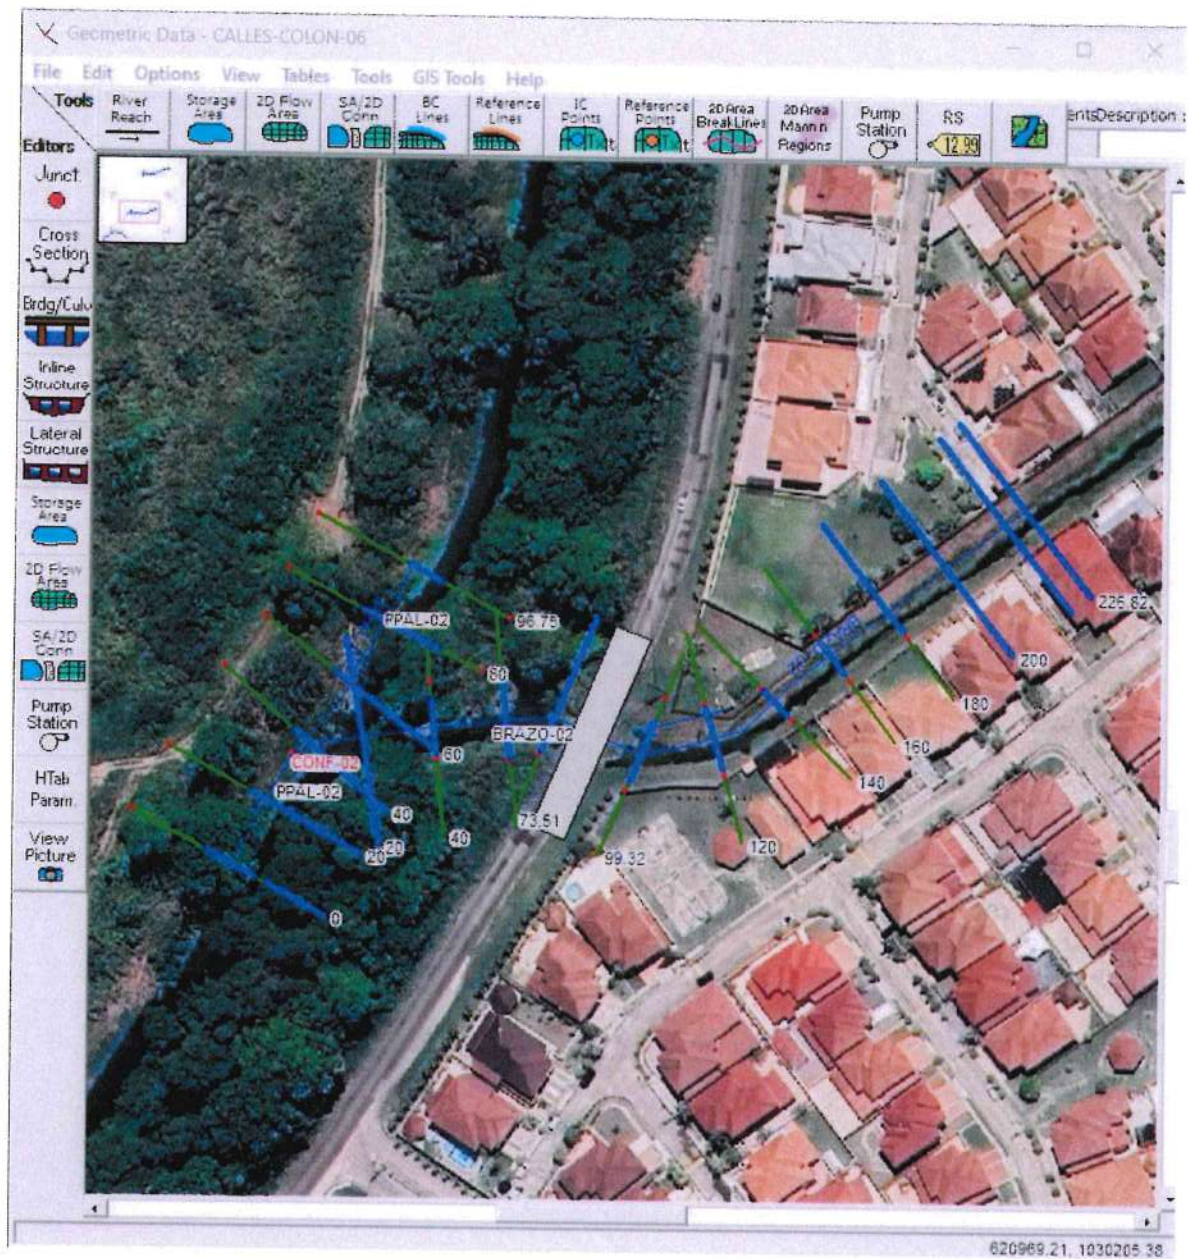 Geometric Data - CALLES-COLON-06
File Edit Options View Tables Tools GIS Tools Help
Tools
River Reach
Storage Area
2D Flow Area
SA/2D Conn
BC Lines
Reference Lines
IC Points
Reference Points
2D Area BreakLines
2D Area Mann n Regions
Pump Station
RS
12.99
entsDescription :
Editors
Junct.
Cross Section
Brdg/Culv
Inline Structure
Lateral Structure
Storage Area
2D Flow Area
SA/2D Conn
Pump Station
HTab Param.
View Picture
PPAL-02
96.75
80
BRAZO-02
60
CONF-02
PPAL-02
40
20
20
40
0
73.51
99.32
120
140
160
180
200
226.82
620969.21, 1030205.38